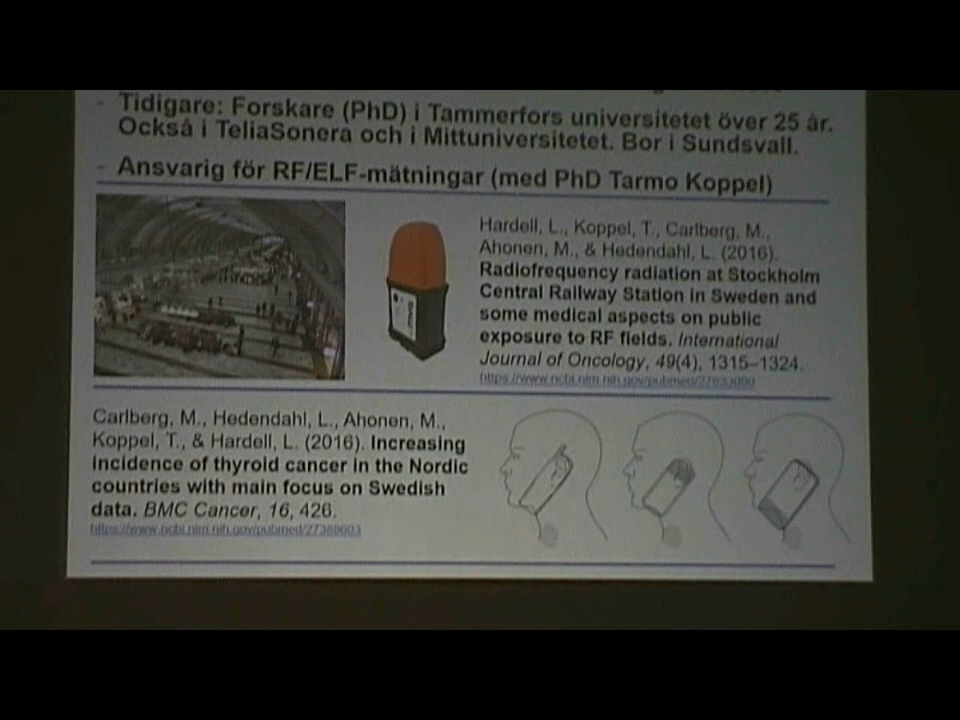 - Tidigare: Forskare (PhD) i Tammerfors universitetet över 25 år.
Också i TeliaSonera och i Mittuniversitetet. Bor i Sundsvall.
- Ansvarig för RF/ELF-mätningar (med PhD Tarmo Koppel)
Hardell, L., Koppel, T., Carlberg, M.,
Ahonen, M., & Hedendahl, L. (2016).
Radiofrequency radiation at Stockholm
Central Railway Station in Sweden and
some medical aspects on public
exposure to RF fields. International
Journal of Oncology, 49(4), 1315–1324.
Carlberg, M., Hedendahl, L., Ahonen, M.,
Koppel, T., & Hardell, L. (2016). Increasing
incidence of thyroid cancer in the Nordic
countries with main focus on Swedish
data. BMC Cancer, 16, 426.